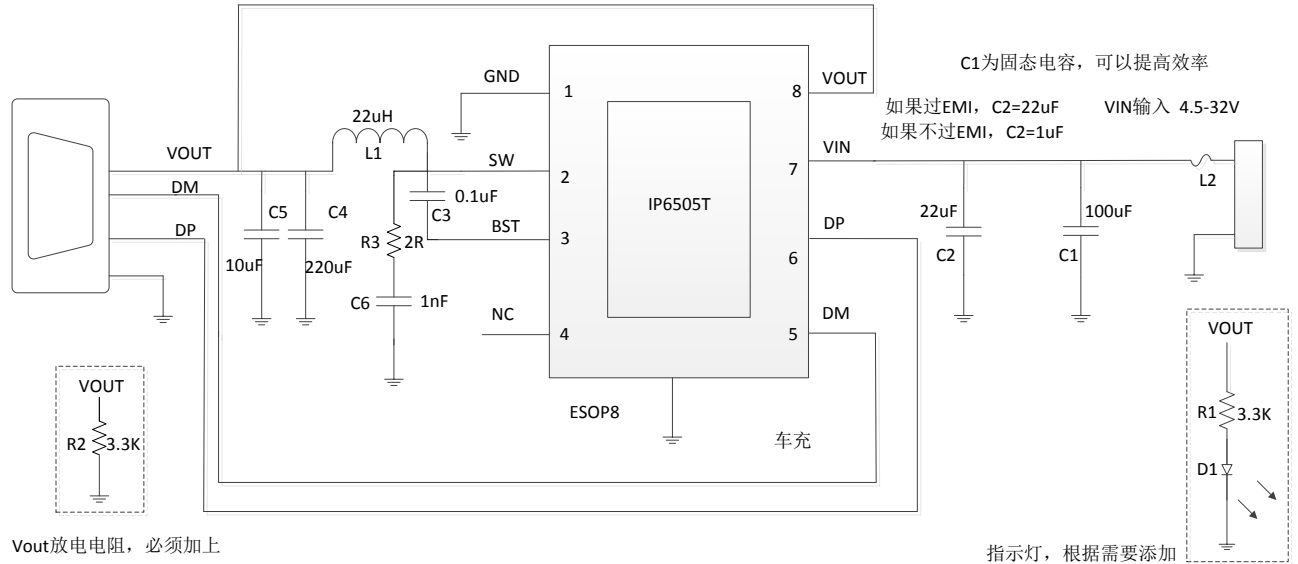 GND
1
VOUT
8
C1为固态电容，可以提高效率
如果过EMI，C2=22uF
VIN输入 4.5-32V
如果不过EMI，C2=1uF
22uH
L1
VOUT
VIN
7
L2
SW
2
DM
0.1uF
C3
IP6505T
C5
C4
22uF
100uF
DP
R3
2R
BST
3
DP
6
C2
C1
10uF
220uF
C6
1nF
NC
4
DM
5
VOUT
VOUT
R2
3.3K
ESOP8
车充
R1
3.3K
D1
Vout放电电阻，必须加上
指示灯，根据需要添加